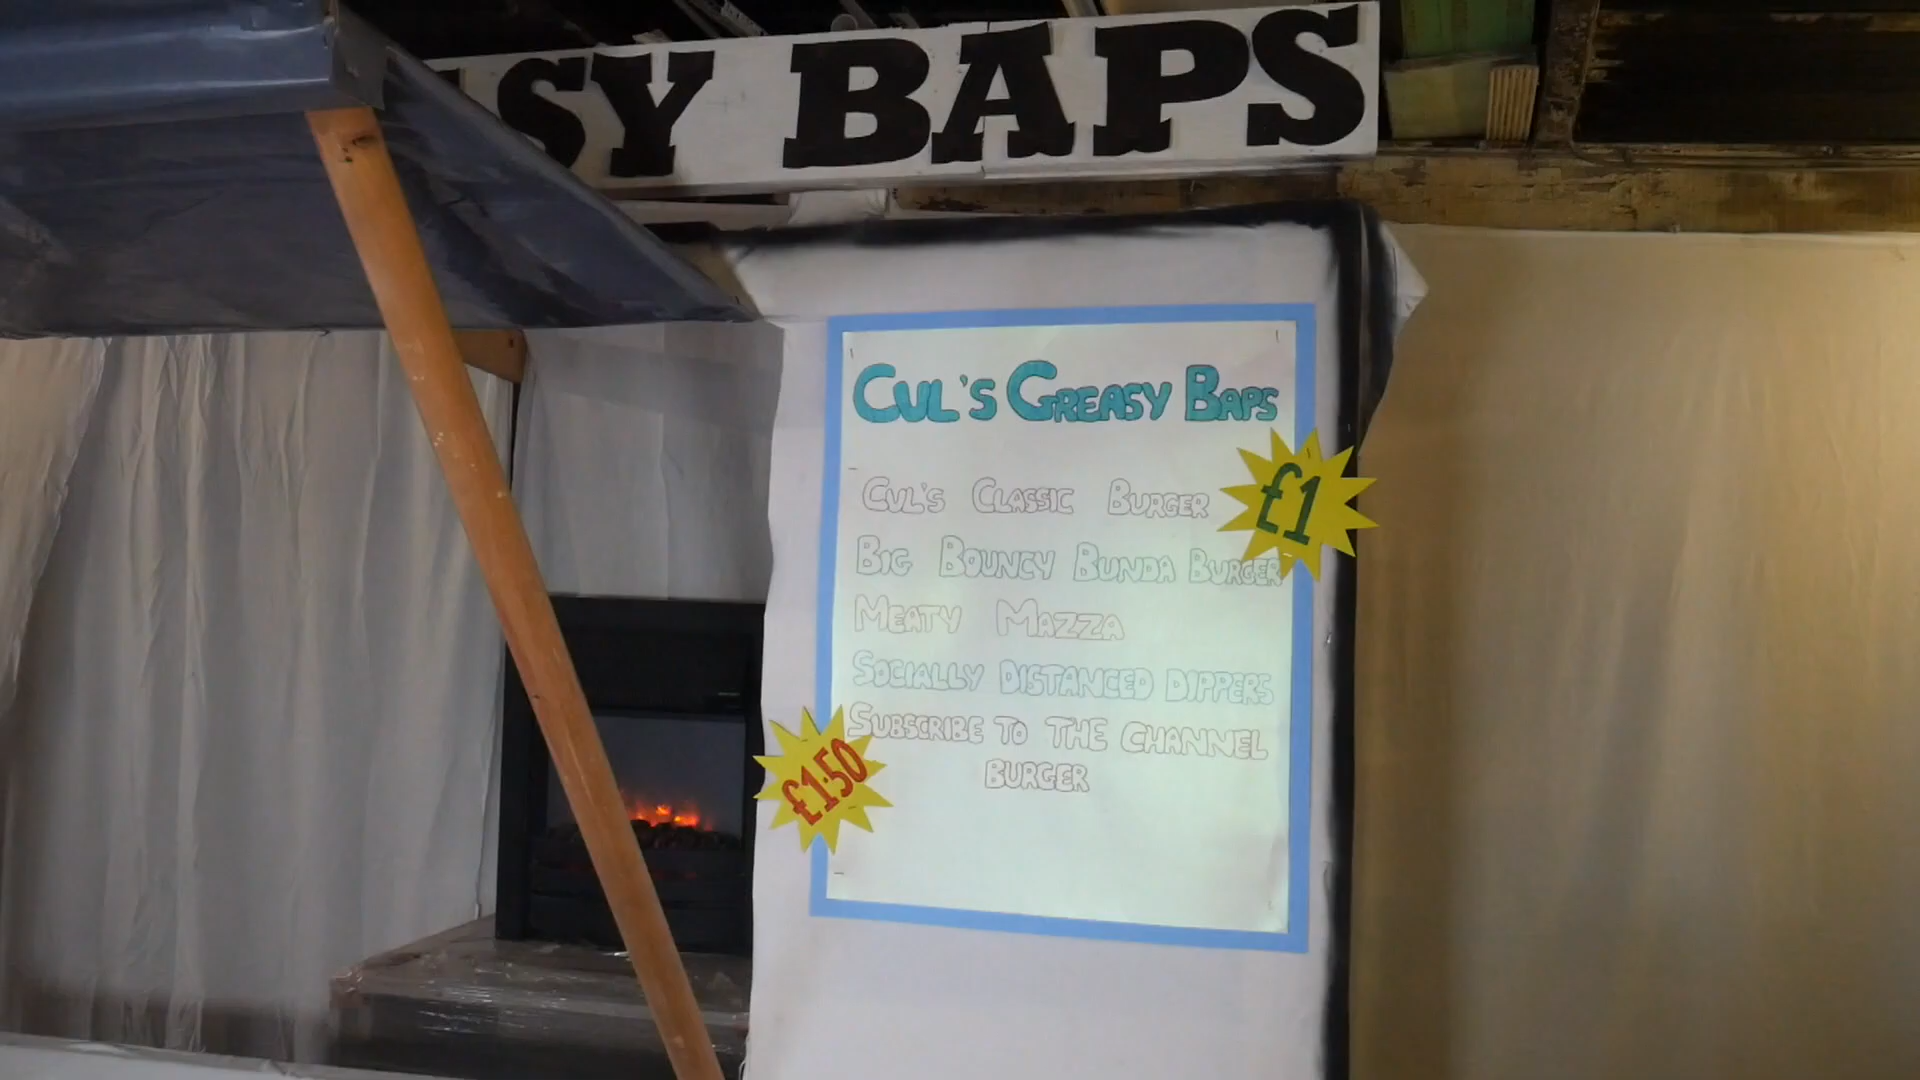 SY BAPS
CUL'S GREASY BAPS
CUL'S CLASSIC BURGER
£1
BIG BOUNCY BUNDA BURGER
MEATY MAZZA
SOCIALLY DISTANCED DIPPERS
SUBSCRIBE TO THE CHANNEL
BURGER
£1.50